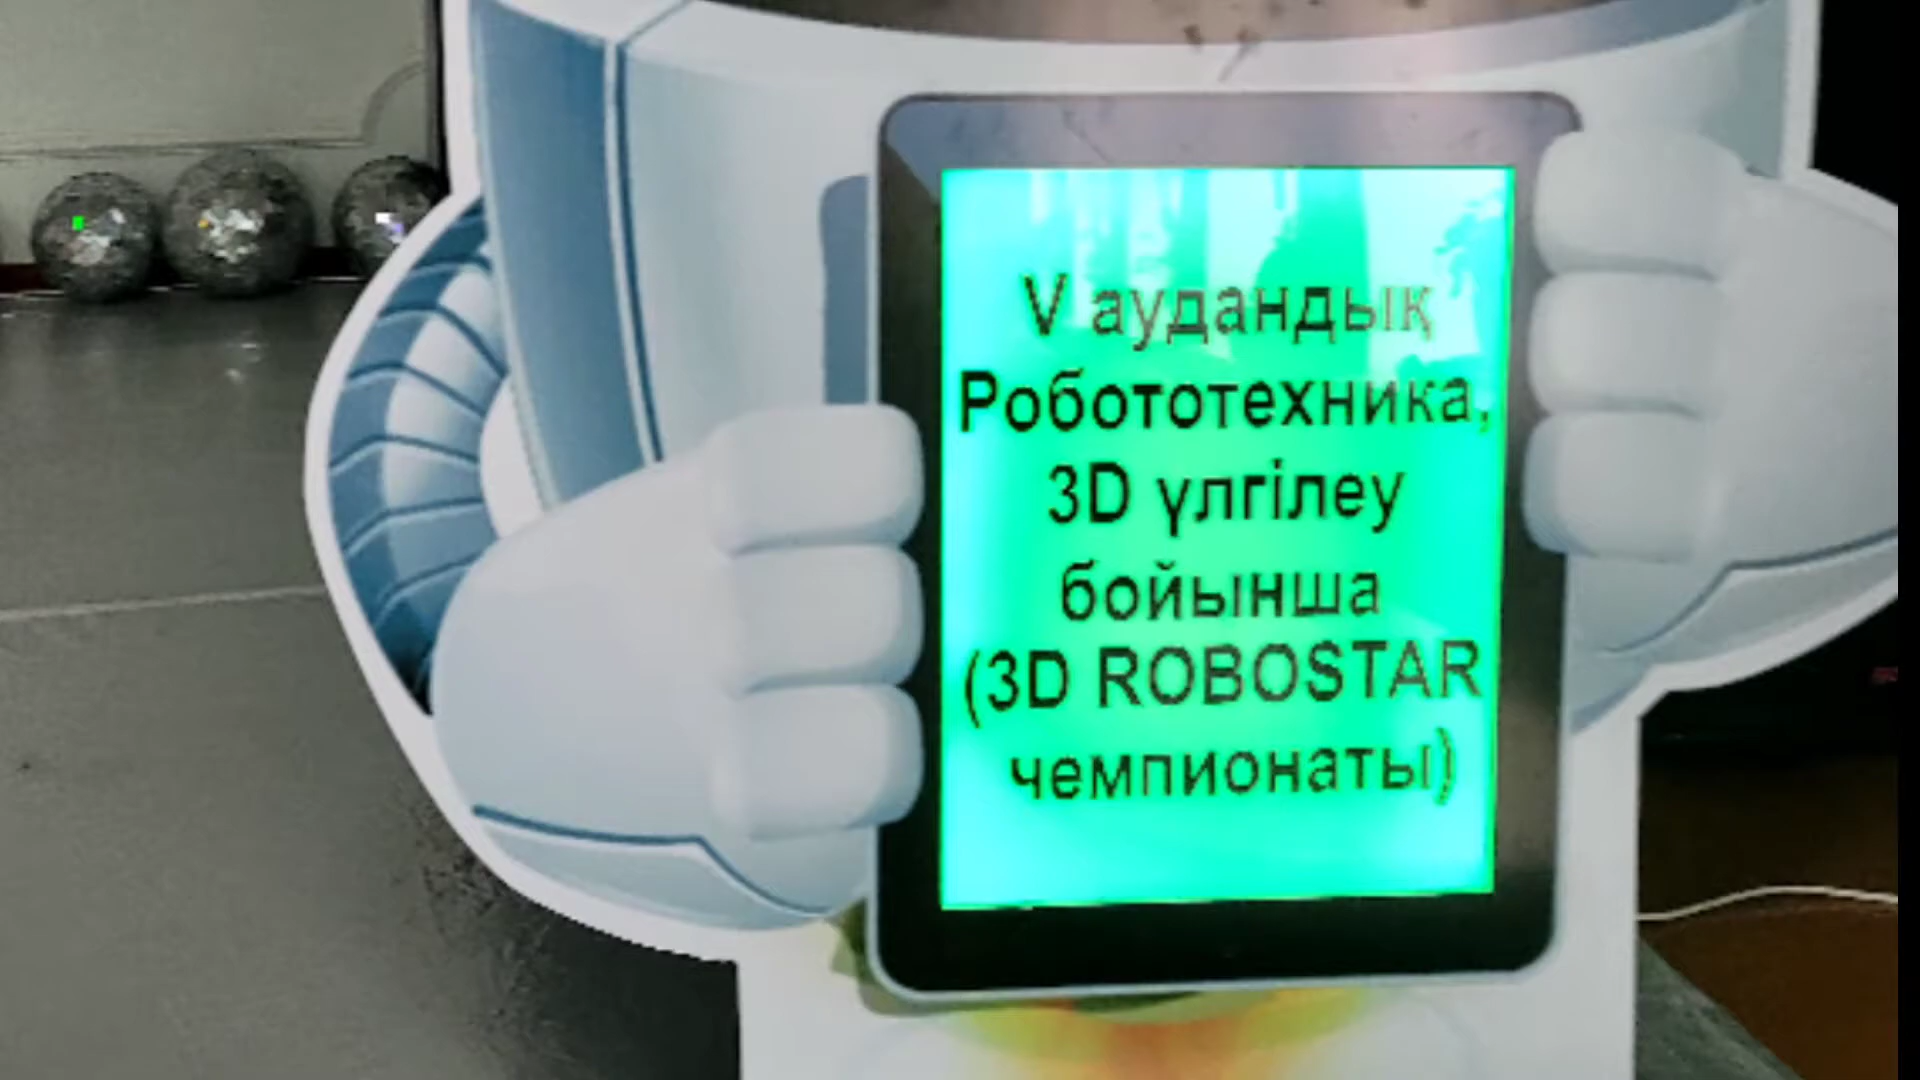 V аудандық
Робототехника,
3D үлгілеу
бойынша
(3D ROBOSTAR
чемпионаты)